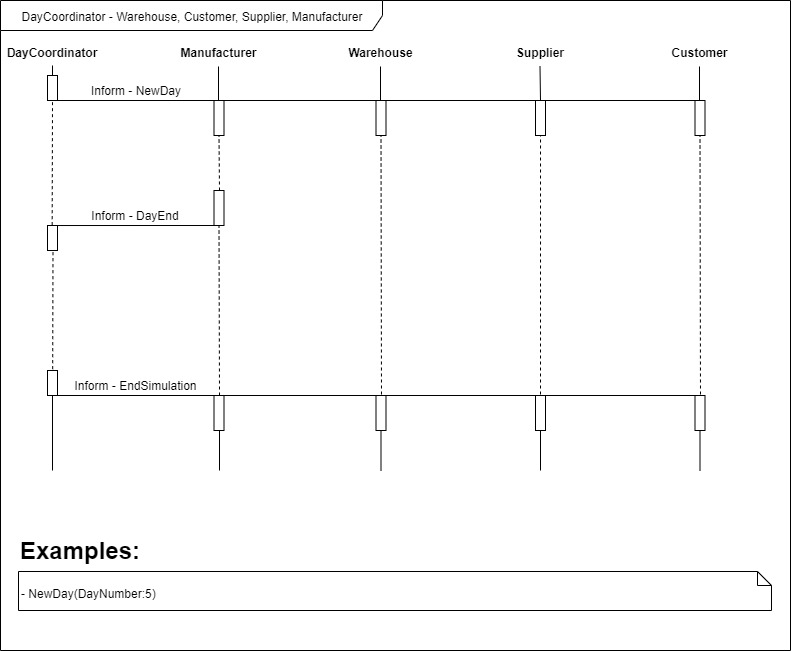 DayCoordinator - Warehouse, Customer, Supplier, Manufacturer
DayCoordinator Manufacturer Warehouse Supplier Customer
Inform - NewDay
Inform - DayEnd
Inform - EndSimulation
Examples:
- NewDay(DayNumber:5)